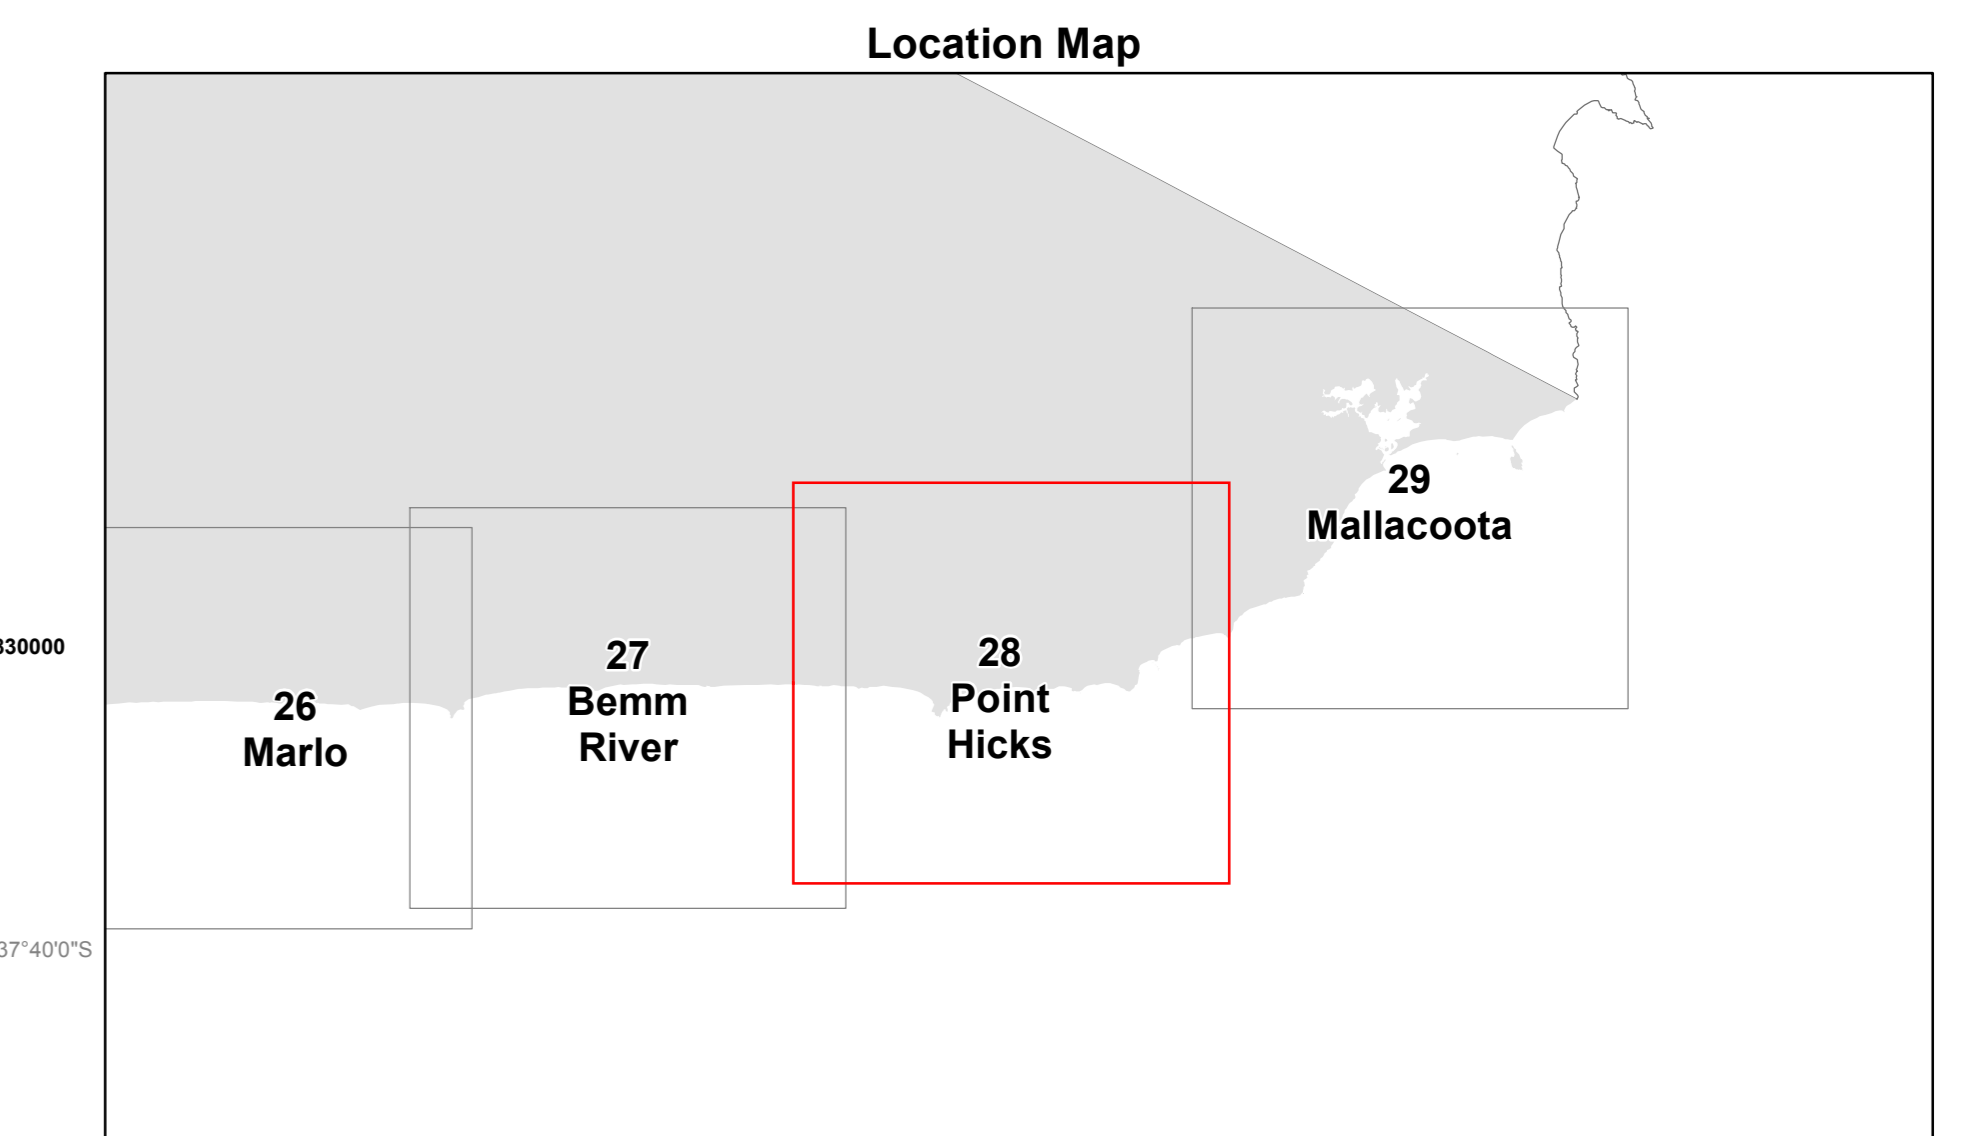 Location Map
29
Mallacoota
28
Point
Hicks
27
Bemm
River
26
Marlo
330000
37°40'0"S